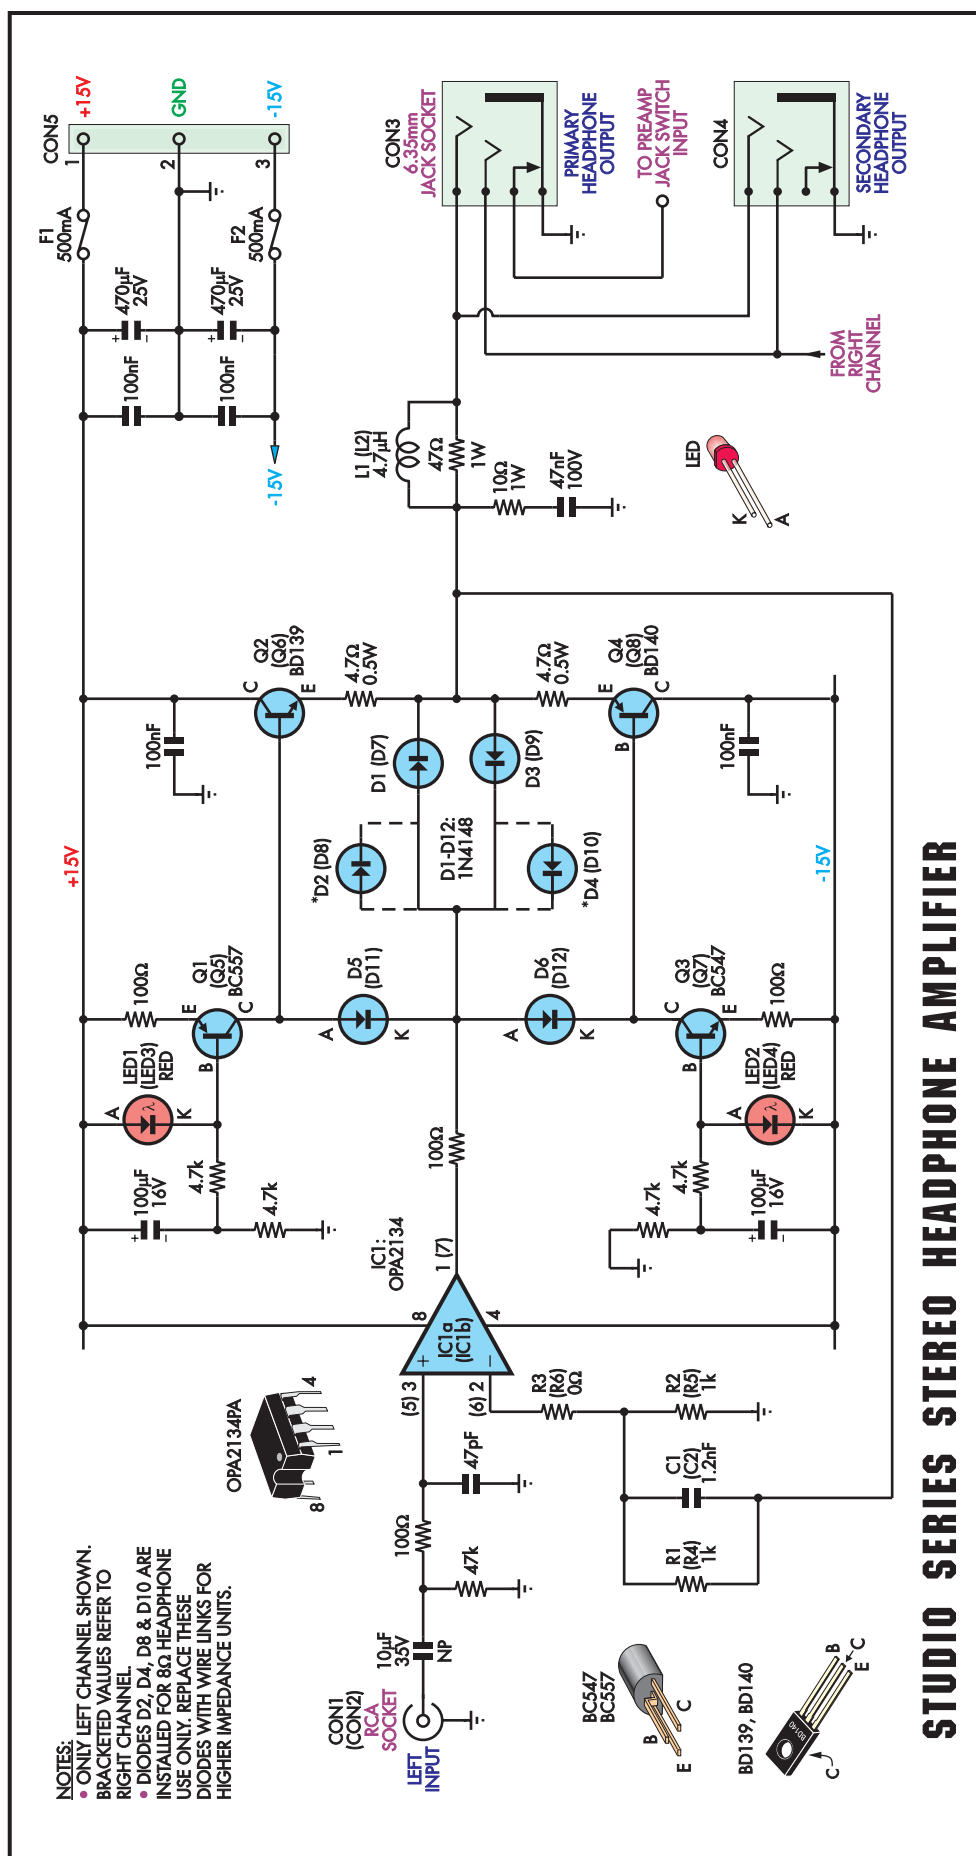 NOTES:
• ONLY LEFT CHANNEL SHOWN.
BRACKETED VALUES REFER TO
RIGHT CHANNEL
• DIODES D2, D4, D8 & D10 ARE
INSTALLED FOR 8Ω HEADPHONE
USE ONLY. REPLACE THESE
DIODES WITH WIRE LINKS FOR
HIGHER IMPEDANCE UNITS.
OPA2134PA
8
4
1
CON1
(CON2)
RCA
SOCKET
LEFT
INPUT
10µF
35V
NP
47k
100Ω
47pF
(5) 3
(6) 2
+
–
IC1a
(IC1b)
8
4
IC1:
OPA2134
1 (7)
R3
(R6)
0Ω
R2
(R5)
1k
C1
(C2)
1.2nF
R1
(R4)
1k
100Ω
+15V
+
–
100µF
16V
4.7k
4.7k
A
LED1
(LED3)
RED
K
λ
100Ω
E
B
C
Q1
(Q5)
BC557
A
D5
(D11)
K
A
D6
(D12)
K
C
B
E
Q3
(Q7)
BC547
100Ω
A
LED2
(LED4)
RED
K
λ
4.7k
4.7k
+
–
100µF
16V
-15V
*D2 (D8)
D1 (D7)
D1–D12:
1N4148
D3 (D9)
*D4 (D10)
100nF
C
Q2
(Q6)
BD139
E
4.7Ω
0.5W
4.7Ω
0.5W
E
Q4
(Q8)
BD140
B
C
100nF
L1 (L2)
4.7µH
47Ω
1W
10Ω
1W
47nF
100V
-15V
100nF
100nF
+
470µF
25V
–
+
470µF
25V
–
F1
500mA
F2
500mA
CON5
1
2
3
+15V
GND
-15V
CON3
6.35mm
JACK SOCKET
PRIMARY
HEADPHONE
OUTPUT
TO PREAMP
JACK SWITCH
INPUT
CON4
SECONDARY
HEADPHONE
OUTPUT
FROM
RIGHT
CHANNEL
LED
K
A
BC547
BC557
B
E
C
BD139, BD140
BD140
C
B
C
E
STUDIO SERIES STEREO HEADPHONE AMPLIFIER